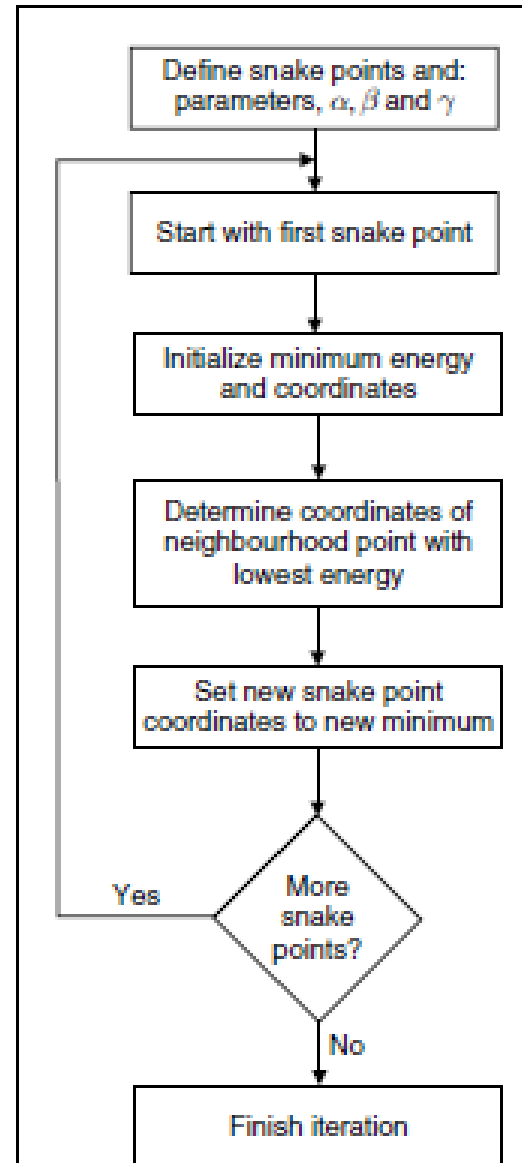 Define snake points and:
parameters, α, β and γ
Start with first snake point
Initialize minimum energy
and coordinates
Determine coordinates of
neighbourhood point with
lowest energy
Set new snake point
coordinates to new minimum
Yes
More
snake
points?
No
Finish iteration